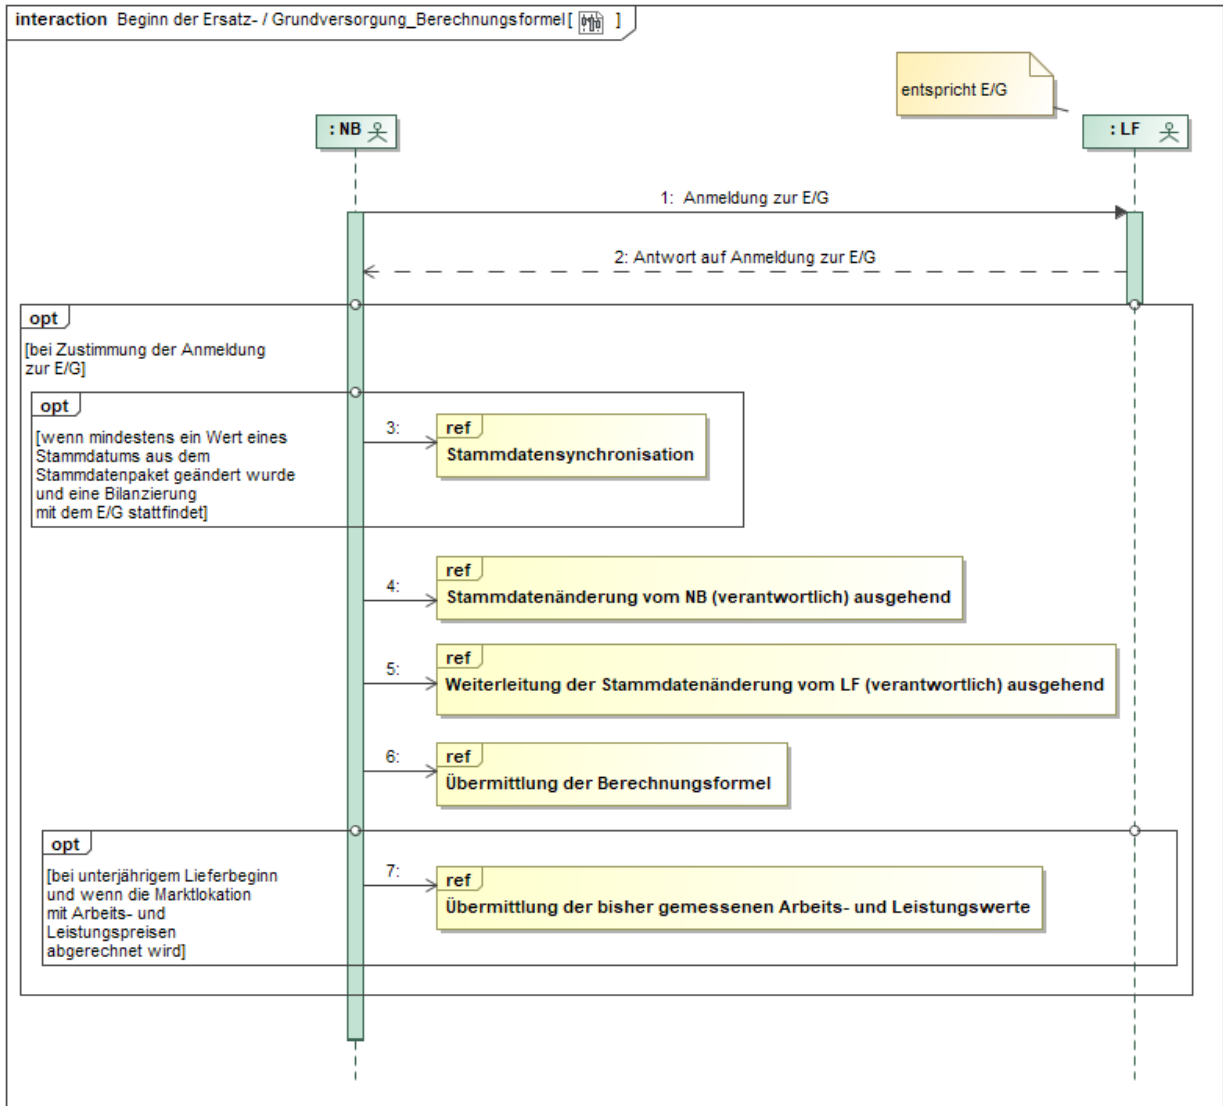 interaction Beginn der Ersatz- / Grundversorgung_Berechnungsformel[ ]
entspricht E/G
: NB
: LF
1: Anmeldung zur E/G
2: Antwort auf Anmeldung zur E/G
opt
[bei Zustimmung der Anmeldung
zur E/G]
opt
[wenn mindestens ein Wert eines
Stammdatums aus dem
Stammdatenpaket geändert wurde
und eine Bilanzierung
mit dem E/G stattfindet]
3:
ref
Stammdatensynchronisation
4:
ref
Stammdatenänderung vom NB (verantwortlich) ausgehend
5:
ref
Weiterleitung der Stammdatenänderung vom LF (verantwortlich) ausgehend
6:
ref
Übermittlung der Berechnungsformel
opt
[bei unterjährigem Lieferbeginn
und wenn die Marktlokation
mit Arbeits- und
Leistungspreisen
abgerechnet wird]
7:
ref
Übermittlung der bisher gemessenen Arbeits- und Leistungswerte